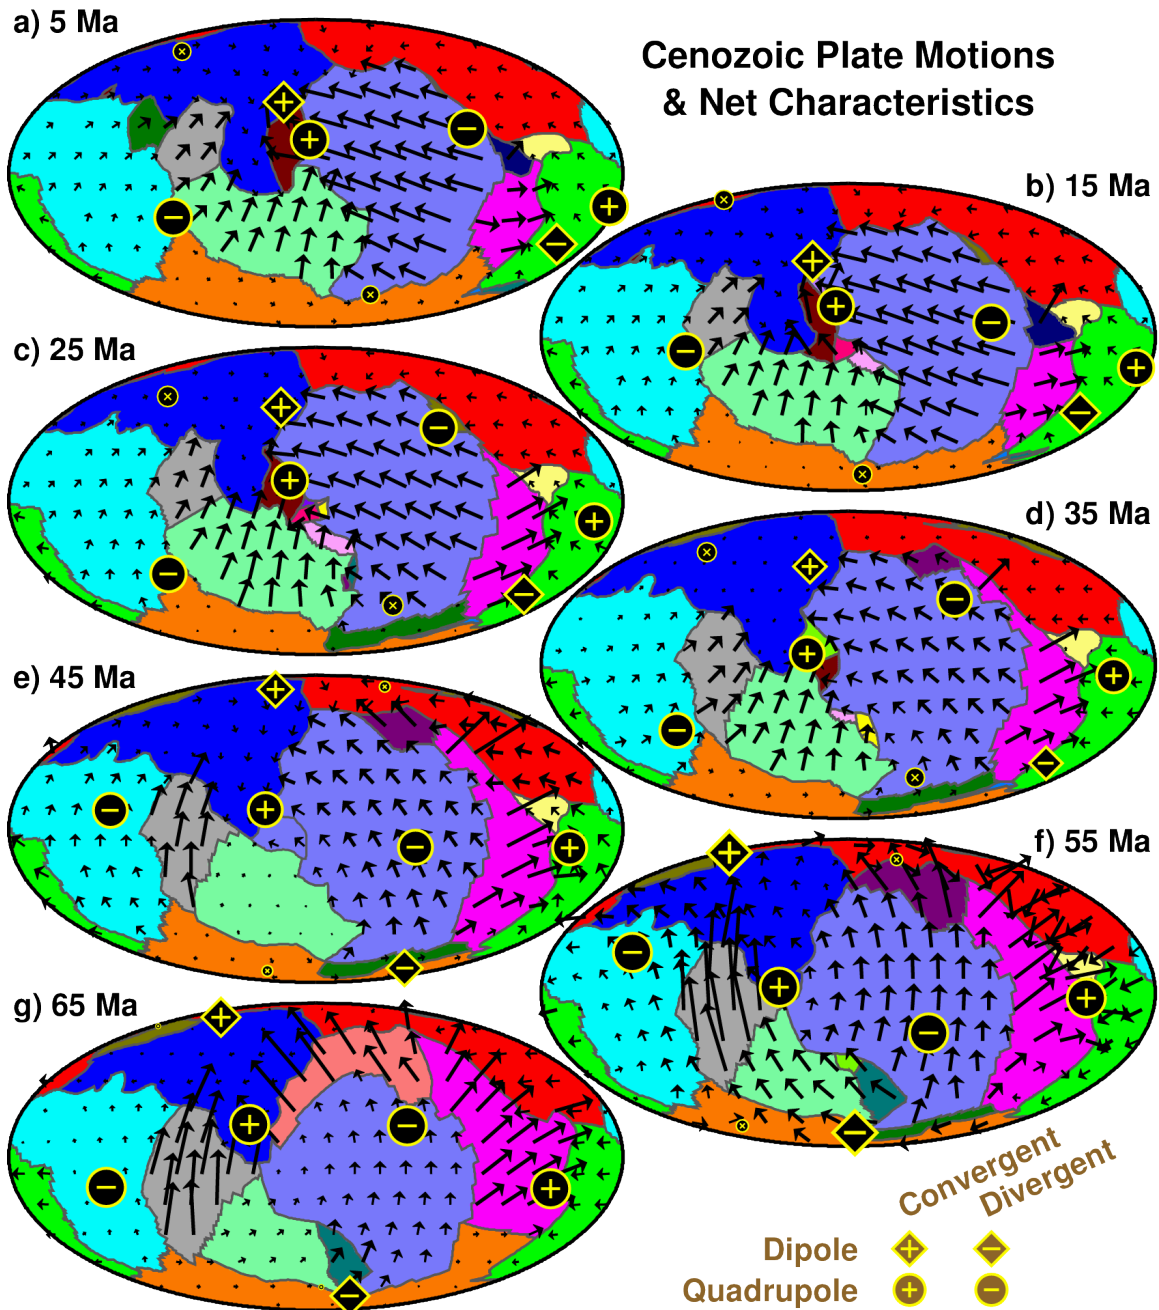 a) 5 Ma
Cenozoic Plate Motions
& Net Characteristics
b) 15 Ma
c) 25 Ma
d) 35 Ma
e) 45 Ma
f) 55 Ma
g) 65 Ma
Convergent
Divergent
Dipole
Quadrupole